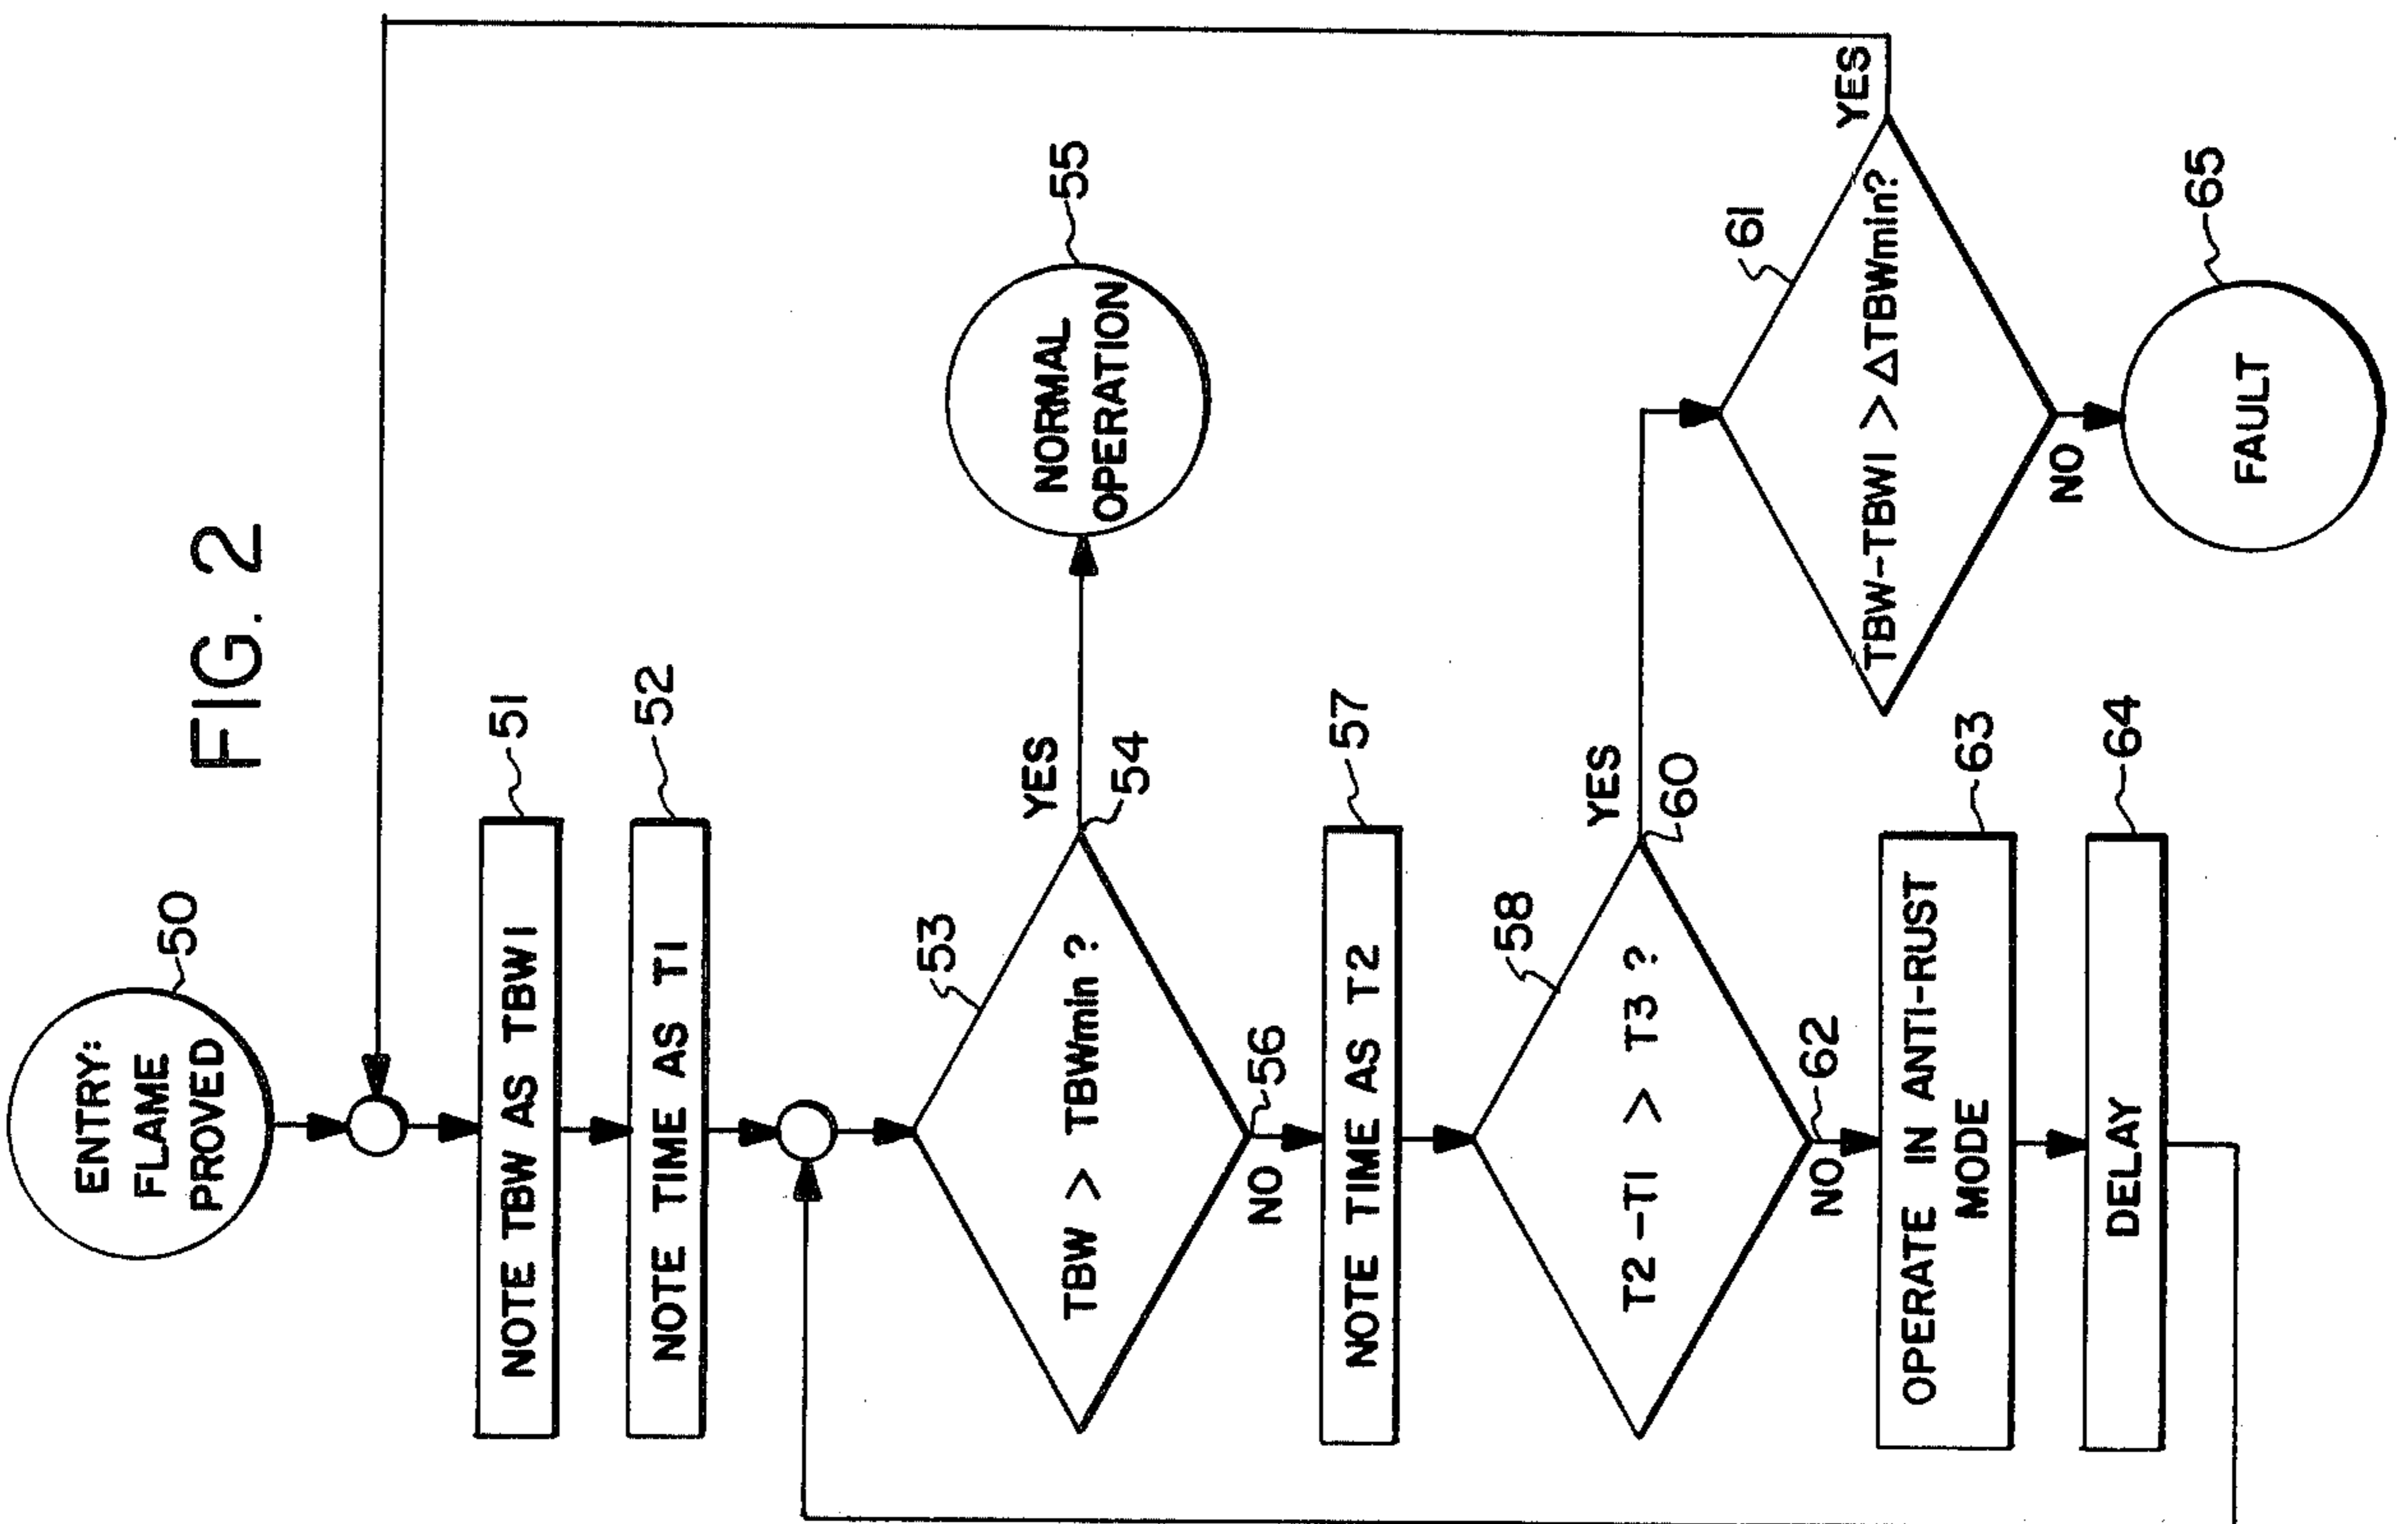 FIG. 2
ENTRY:
FLAME
PROVED
50
NOTE TBW AS TBW1
51
NOTE TIME AS T1
52
TBW > TBWmin ?
53
YES
54
NORMAL
OPERATION
55
NO
56
NOTE TIME AS T2
57
T2-T1 > T3 ?
58
YES
60
TBW-TBW1 > ΔTBWmin?
61
YES
NO
62
OPERATE IN ANTI-RUST
MODE
63
DELAY
64
NO
FAULT
65